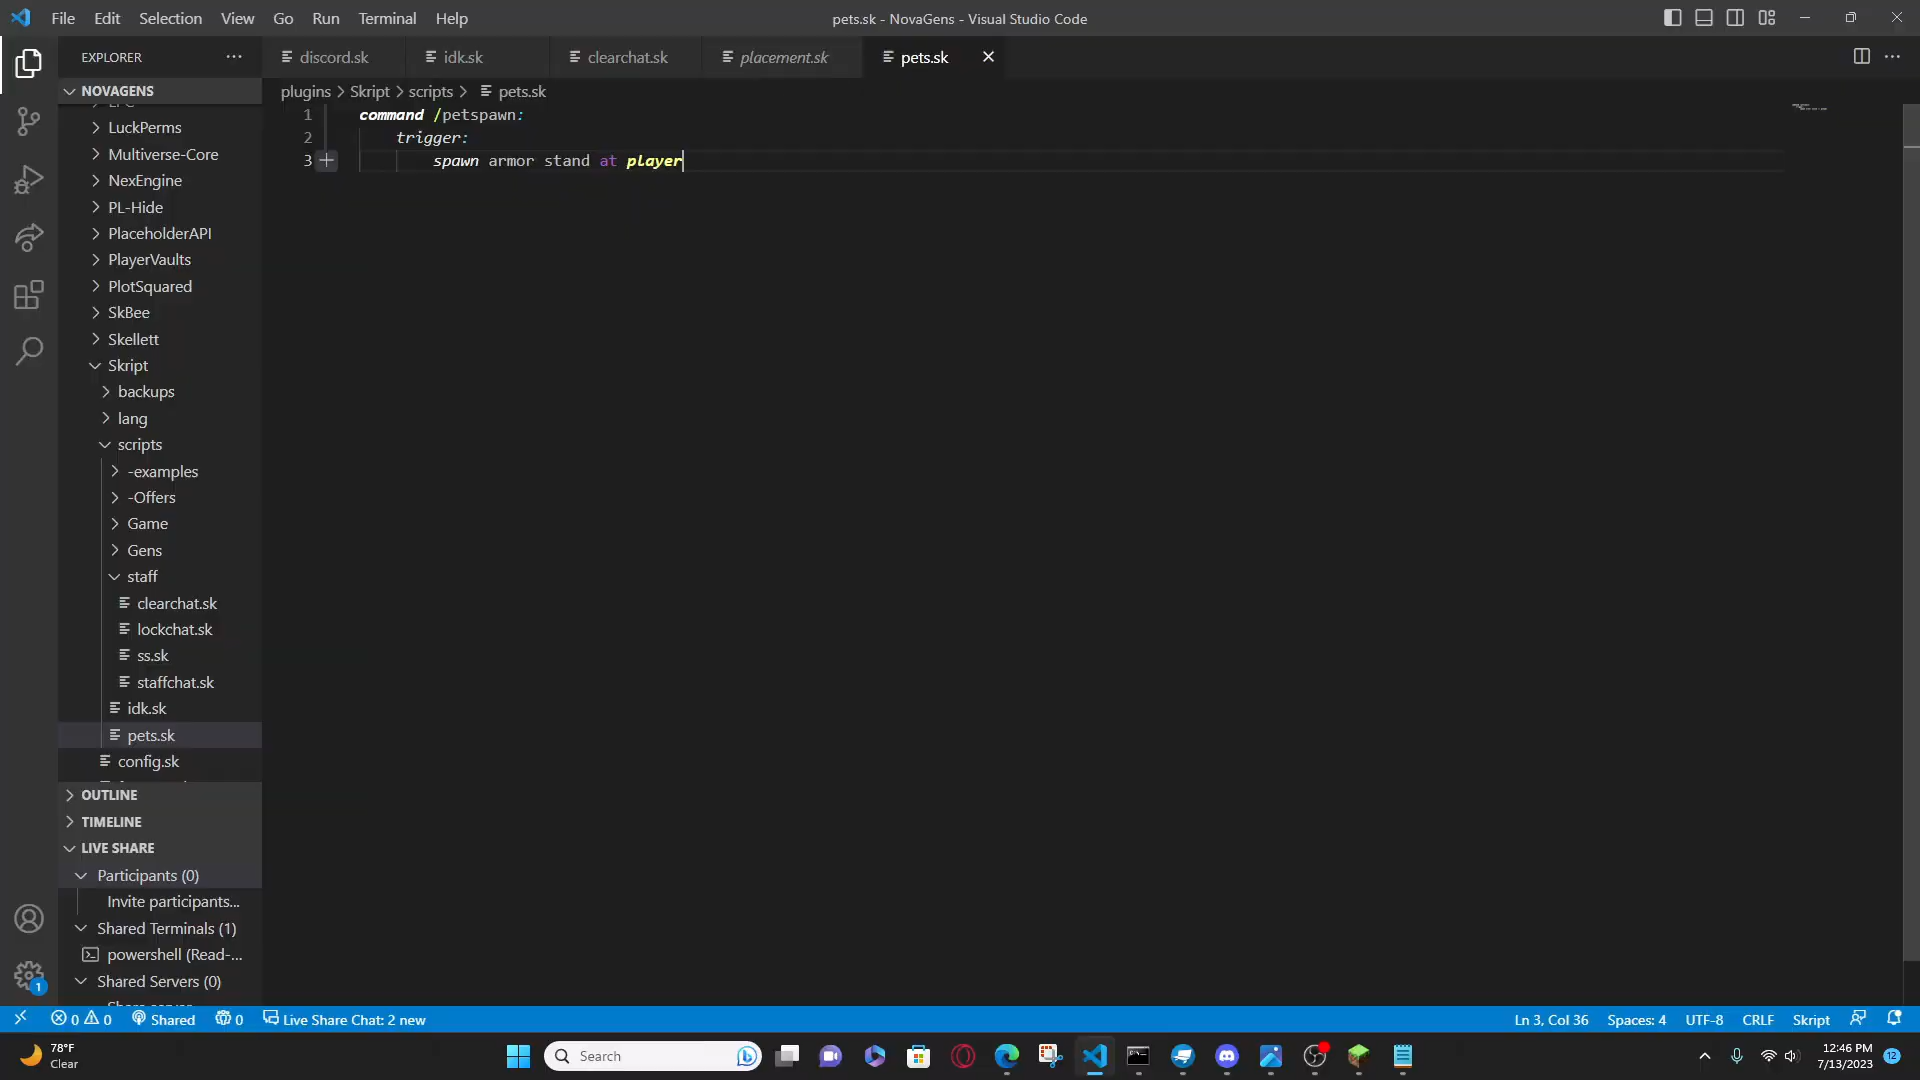 File Edit Selection View Go Run Terminal Help
pets.sk - NovaGens - Visual Studio Code
EXPLORER
discord.sk idk.sk clearchat.sk placement.sk pets.sk
NOVAGENS
plugins > Skript > scripts > pets.sk
1 command /petspawn:
2 trigger:
3 spawn armor stand at player
LuckPerms
Multiverse-Core
NexEngine
PL-Hide
PlaceholderAPI
PlayerVaults
PlotSquared
SkBee
Skellett
Skript
backups
lang
scripts
-examples
-Offers
Game
Gens
staff
clearchat.sk
lockchat.sk
ss.sk
staffchat.sk
idk.sk
pets.sk
config.sk
OUTLINE
TIMELINE
LIVE SHARE
Participants (0)
Invite participants...
Shared Terminals (1)
powershell (Read-...
Shared Servers (0)
1
0 0 Shared 0 Live Share Chat: 2 new
Ln 3, Col 36 Spaces: 4 UTF-8 CRLF Skript
78°F
Clear
Search
12:46 PM
7/13/2023
12